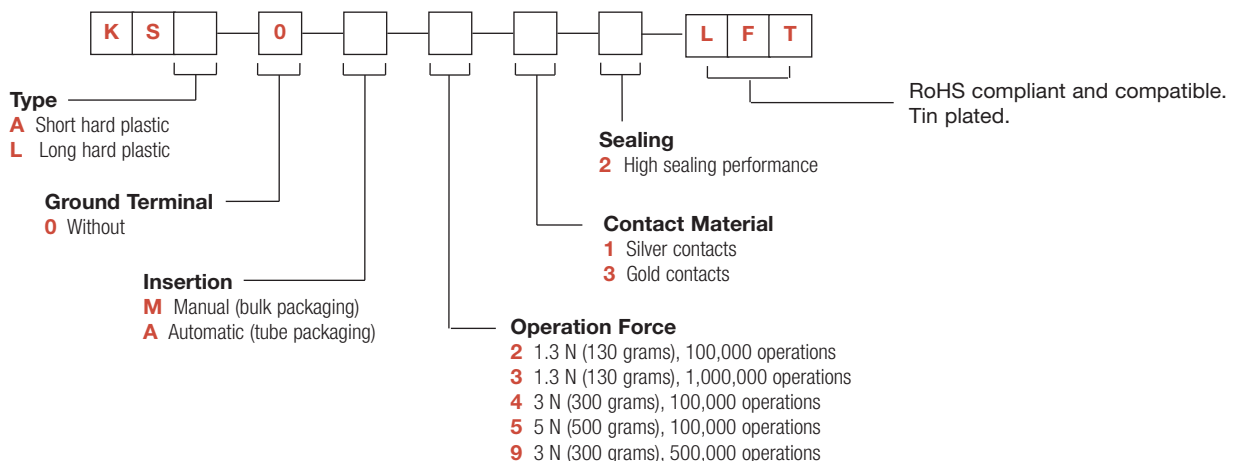 K S 0 L F T
Type
A Short hard plastic
L Long hard plastic
Ground Terminal
0 Without
Insertion
M Manual (bulk packaging)
A Automatic (tube packaging)
Operation Force
2 1.3 N (130 grams), 100,000 operations
3 1.3 N (130 grams), 1,000,000 operations
4 3 N (300 grams), 100,000 operations
5 5 N (500 grams), 100,000 operations
9 3 N (300 grams), 500,000 operations
Contact Material
1 Silver contacts
3 Gold contacts
Sealing
2 High sealing performance
RoHS compliant and compatible.
Tin plated.